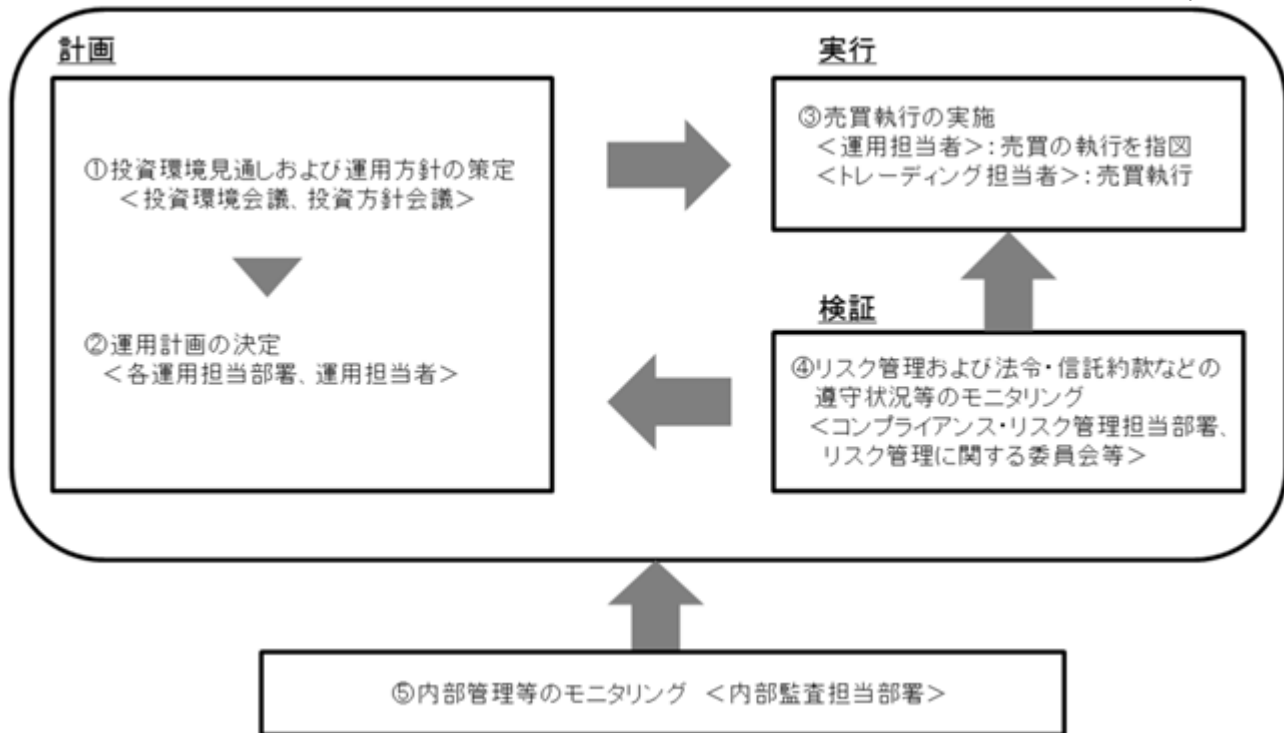 計画
①投資環境見通しおよび運用方針の策定
＜投資環境会議、投資方針会議＞
②運用計画の決定
＜各運用担当部署、運用担当者＞
実行
③売買執行の実施
＜運用担当者＞：売買の執行を指図
＜トレーディング担当者＞：売買執行
検証
④リスク管理および法令・信託約款などの
遵守状況等のモニタリング
＜コンプライアンス・リスク管理担当部署、
リスク管理に関する委員会等＞
⑤内部管理等のモニタリング ＜内部監査担当部署＞